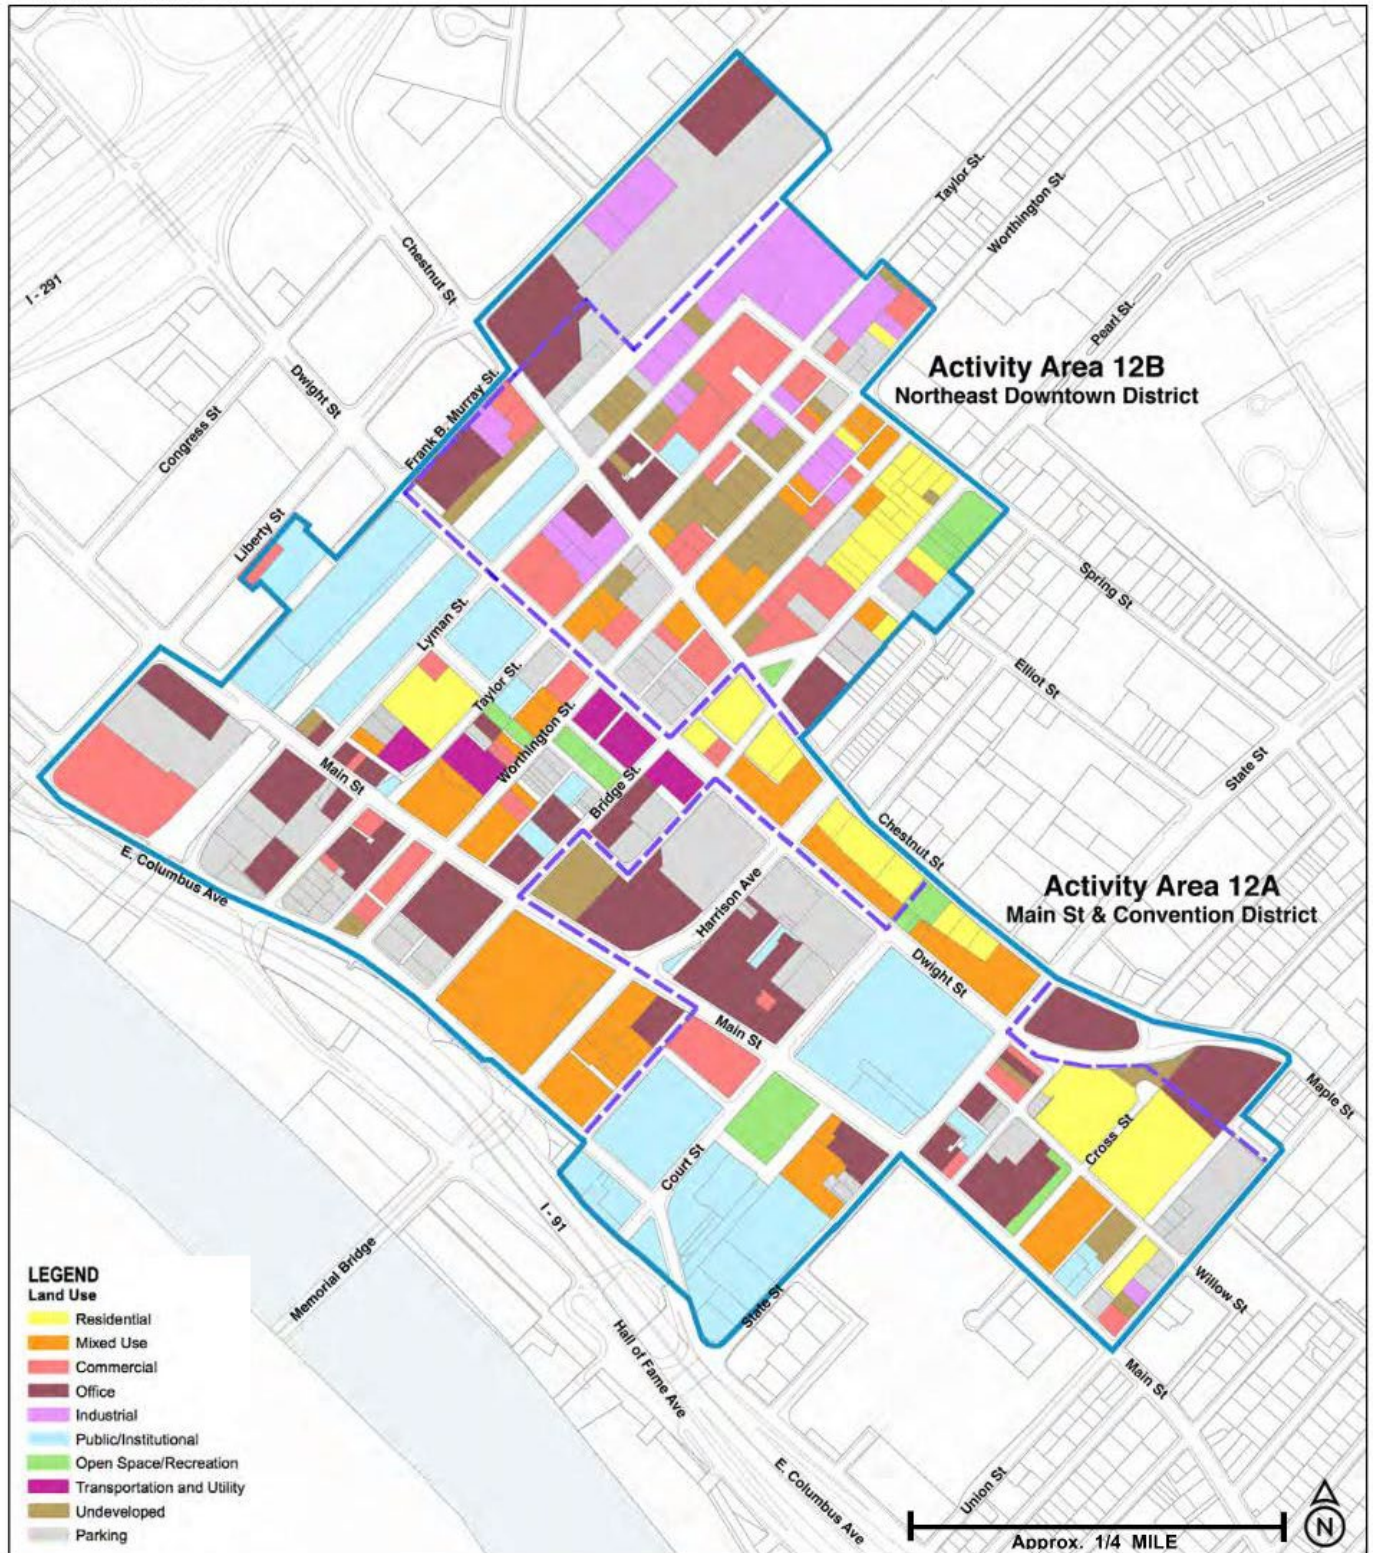 Taylor St.
Worthington St.
Chestnut St
I - 291
Pearl St.
Activity Area 12B
Northeast Downtown District
Dwight St
Frank B. Murray St.
Congress St
Liberty St
Spring St
Lyman St.
Elliot St
Taylor St.
Worthington St.
State St
Main St
Bridge St.
Chestnut St
E. Columbus Ave
Activity Area 12A
Main St & Convention District
Harrison Ave
Dwight St
Main St
Maple St
Cross St
Court St
I - 91
Memorial Bridge
State St
Willow St
Hall of Fame Ave
Main St
Union St
E. Columbus Ave
LEGEND
Land Use
Residential
Mixed Use
Commercial
Office
Industrial
Public/Institutional
Open Space/Recreation
Transportation and Utility
Undeveloped
Parking
Approx. 1/4 MILE
N